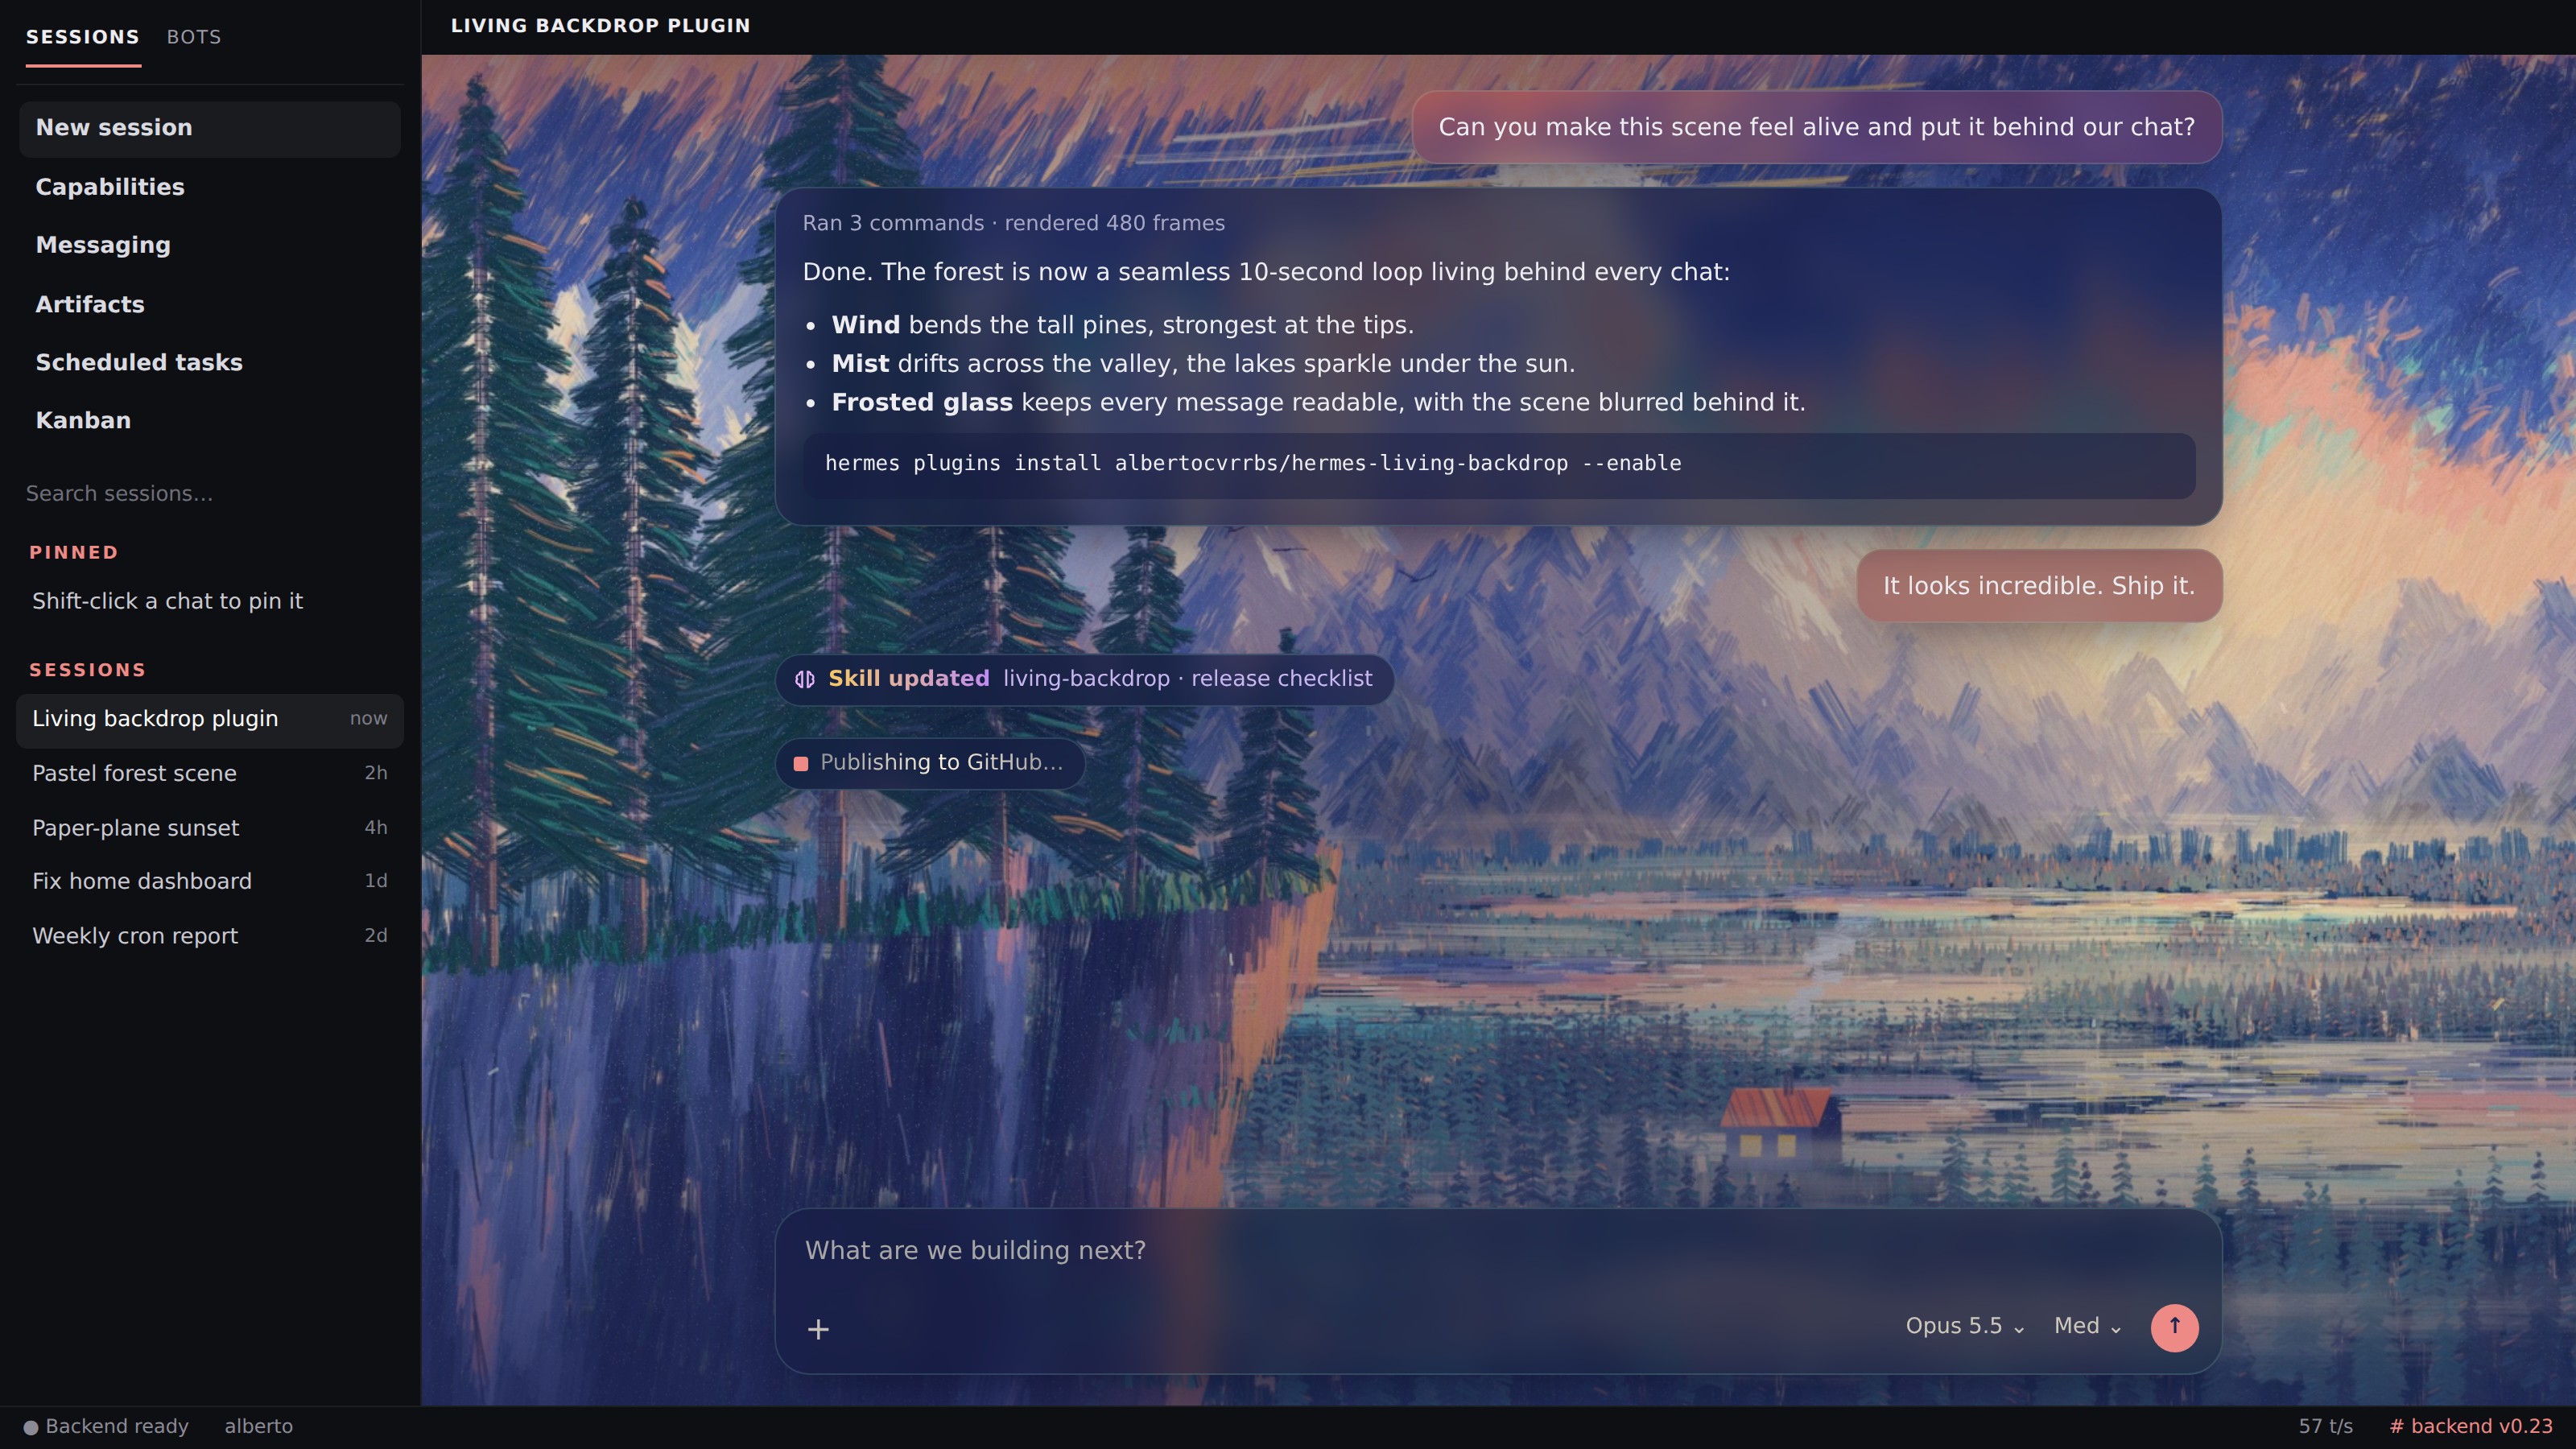 SESSIONS BOTS
New session
Capabilities
Messaging
Artifacts
Scheduled tasks
Kanban
Search sessions...
PINNED
Shift-click a chat to pin it
SESSIONS
Living backdrop plugin now
Pastel forest scene 2h
Paper-plane sunset 4h
Fix home dashboard 1d
Weekly cron report 2d
LIVING BACKDROP PLUGIN
Can you make this scene feel alive and put it behind our chat?
Ran 3 commands · rendered 480 frames
Done. The forest is now a seamless 10-second loop living behind every chat:
• Wind bends the tall pines, strongest at the tips.
• Mist drifts across the valley, the lakes sparkle under the sun.
• Frosted glass keeps every message readable, with the scene blurred behind it.
hermes plugins install albertocvrrbs/hermes-living-backdrop --enable
It looks incredible. Ship it.
Skill updated living-backdrop · release checklist
Publishing to GitHub...
What are we building next?
+ Opus 5.5 ⌄ Med ⌄ ↑
● Backend ready alberto 57 t/s # backend v0.23